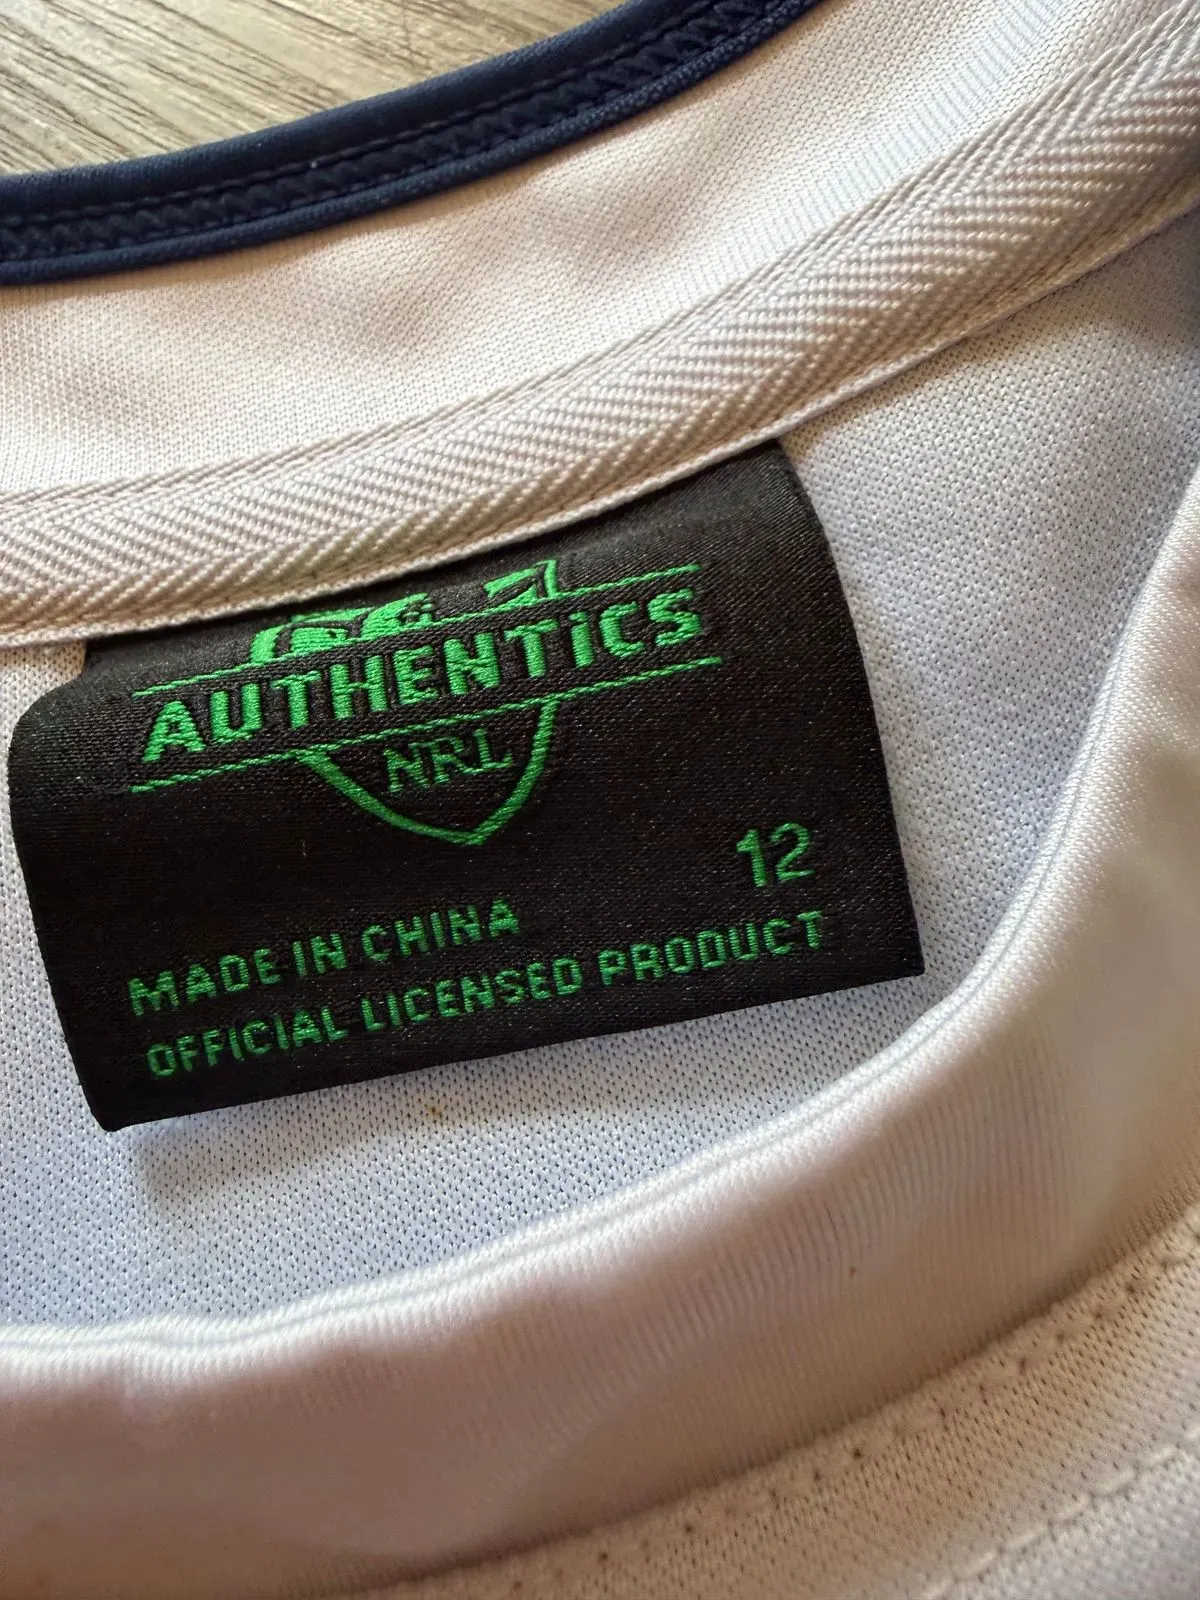 AUTHENTICS
NRL
12
MADE IN CHINA
OFFICIAL LICENSED PRODUCT